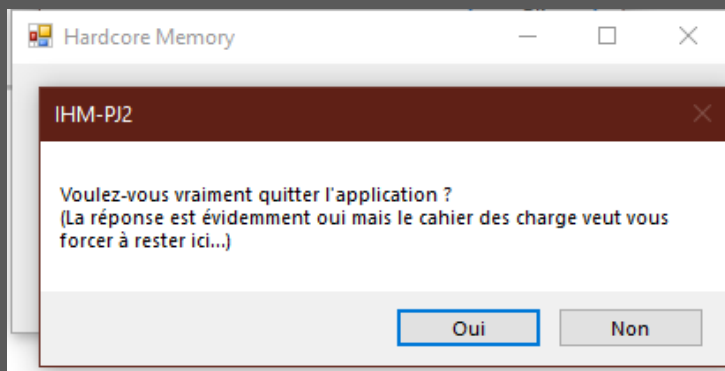 Hardcore Memory
IHM-PJ2
Voulez-vous vraiment quitter l'application ?
(La réponse est évidemment oui mais le cahier des charge veut vous
forcer à rester ici...)
Oui
Non